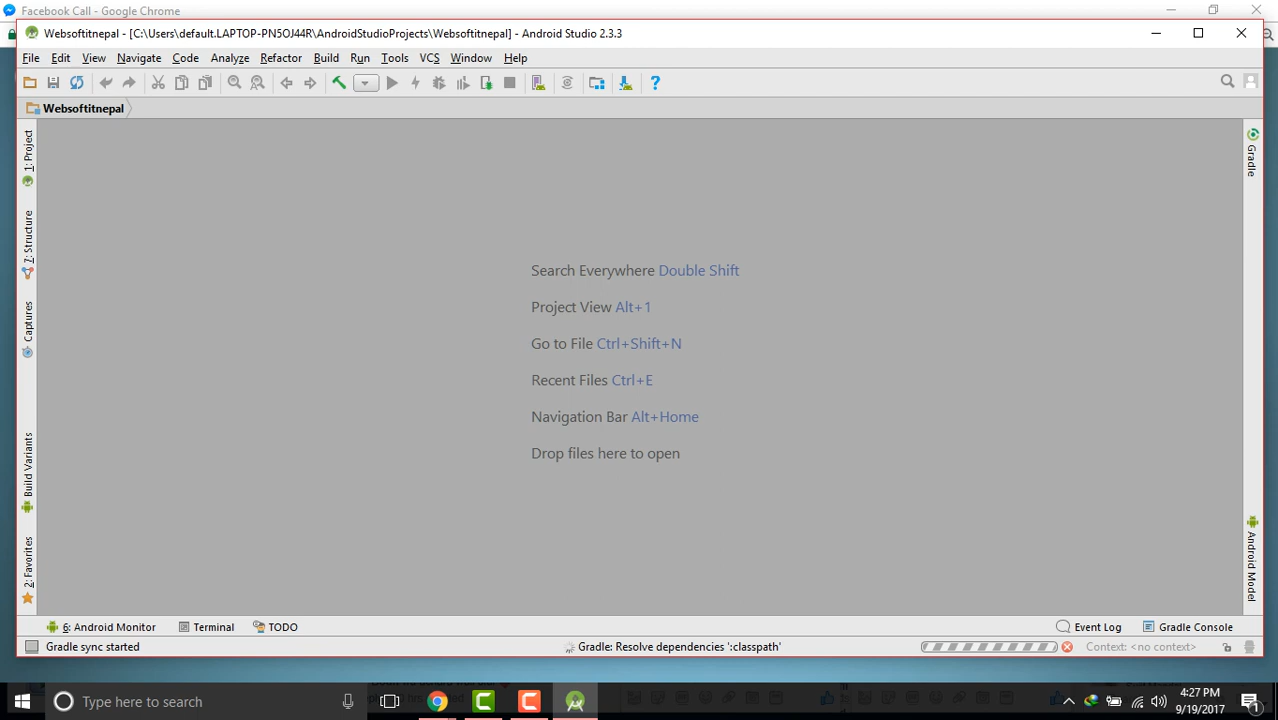 Facebook Call - Google Chrome
Websoftitnepal - [C:\Users\default.LAPTOP-PN5OJ44R\AndroidStudioProjects\Websoftitnepal] - Android Studio 2.3.3
File Edit View Navigate Code Analyze Refactor Build Run Tools VCS Window Help
Websoftitnepal
1: Project
7: Structure
Captures
Build Variants
2: Favorites
Gradle
Android Model
Search Everywhere Double Shift
Project View Alt+1
Go to File Ctrl+Shift+N
Recent Files Ctrl+E
Navigation Bar Alt+Home
Drop files here to open
6: Android Monitor Terminal TODO Event Log Gradle Console
Gradle sync started Gradle: Resolve dependencies ':classpath' Context: <no context>
Type here to search
4:27 PM
9/19/2017
1